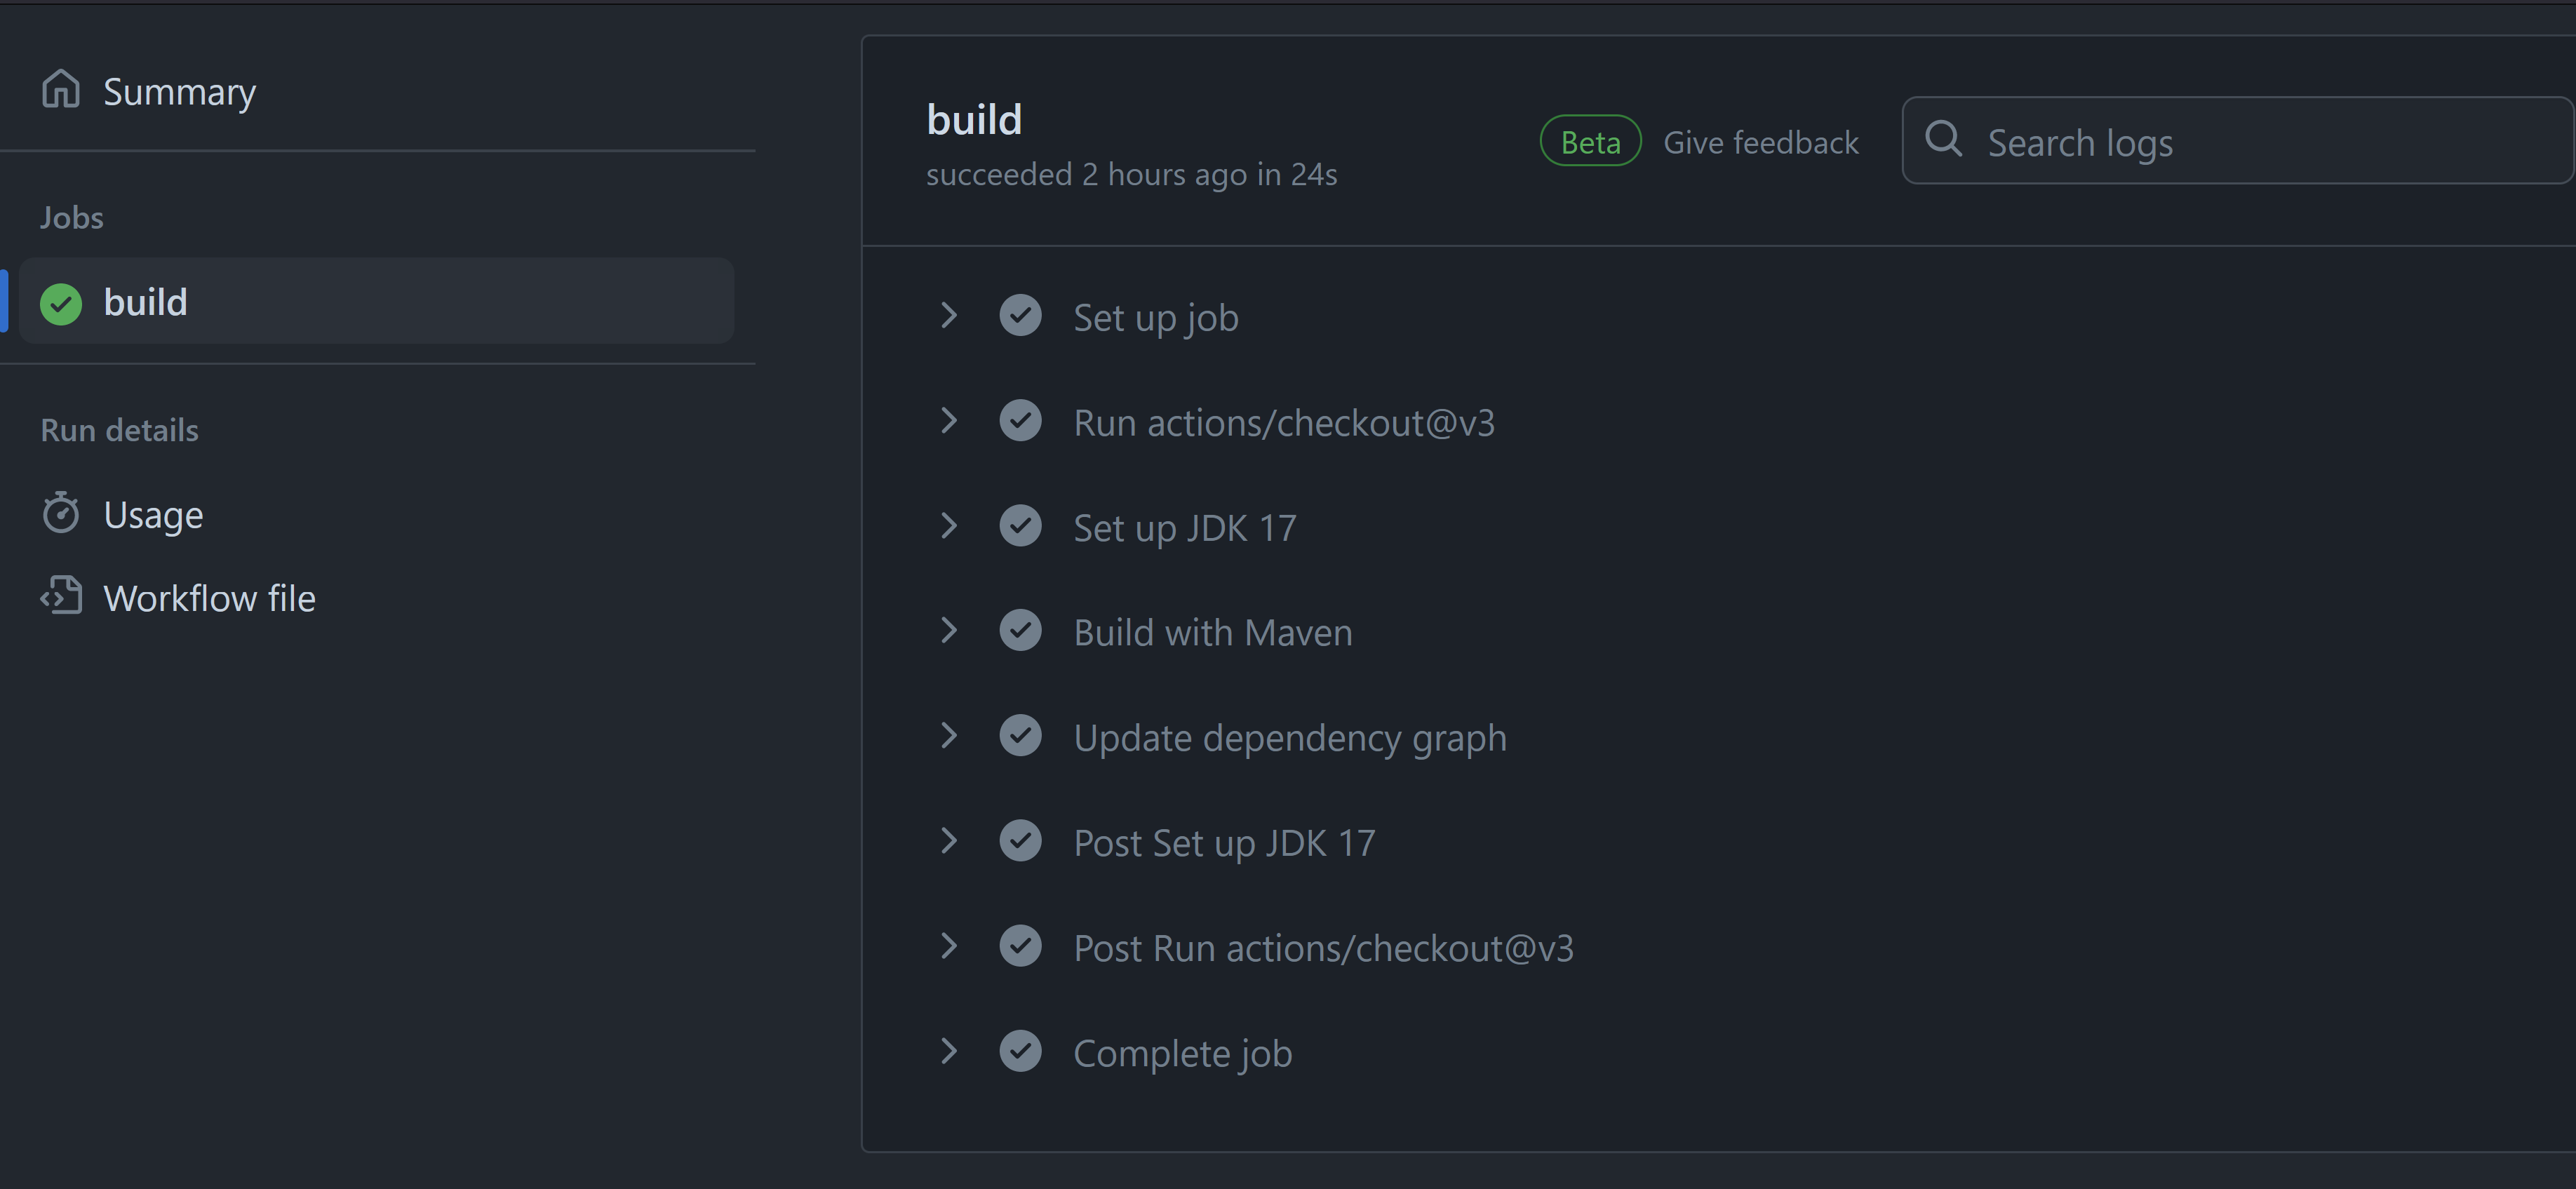 Summary
Jobs
build
Run details
Usage
Workflow file
build
succeeded 2 hours ago in 24s
Beta Give feedback
Search logs
Set up job
Run actions/checkout@v3
Set up JDK 17
Build with Maven
Update dependency graph
Post Set up JDK 17
Post Run actions/checkout@v3
Complete job